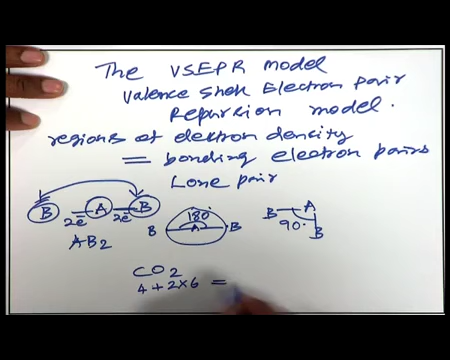 The VSEPR model
Valence Shell Electron pair
Repulsion model.
regions of electron density
= bonding electron pairs
Lone pair
B 2e⁻ A 2e⁻ B
AB2
180°
B A B
B A
90°
B
CO2
4 + 2×6 =